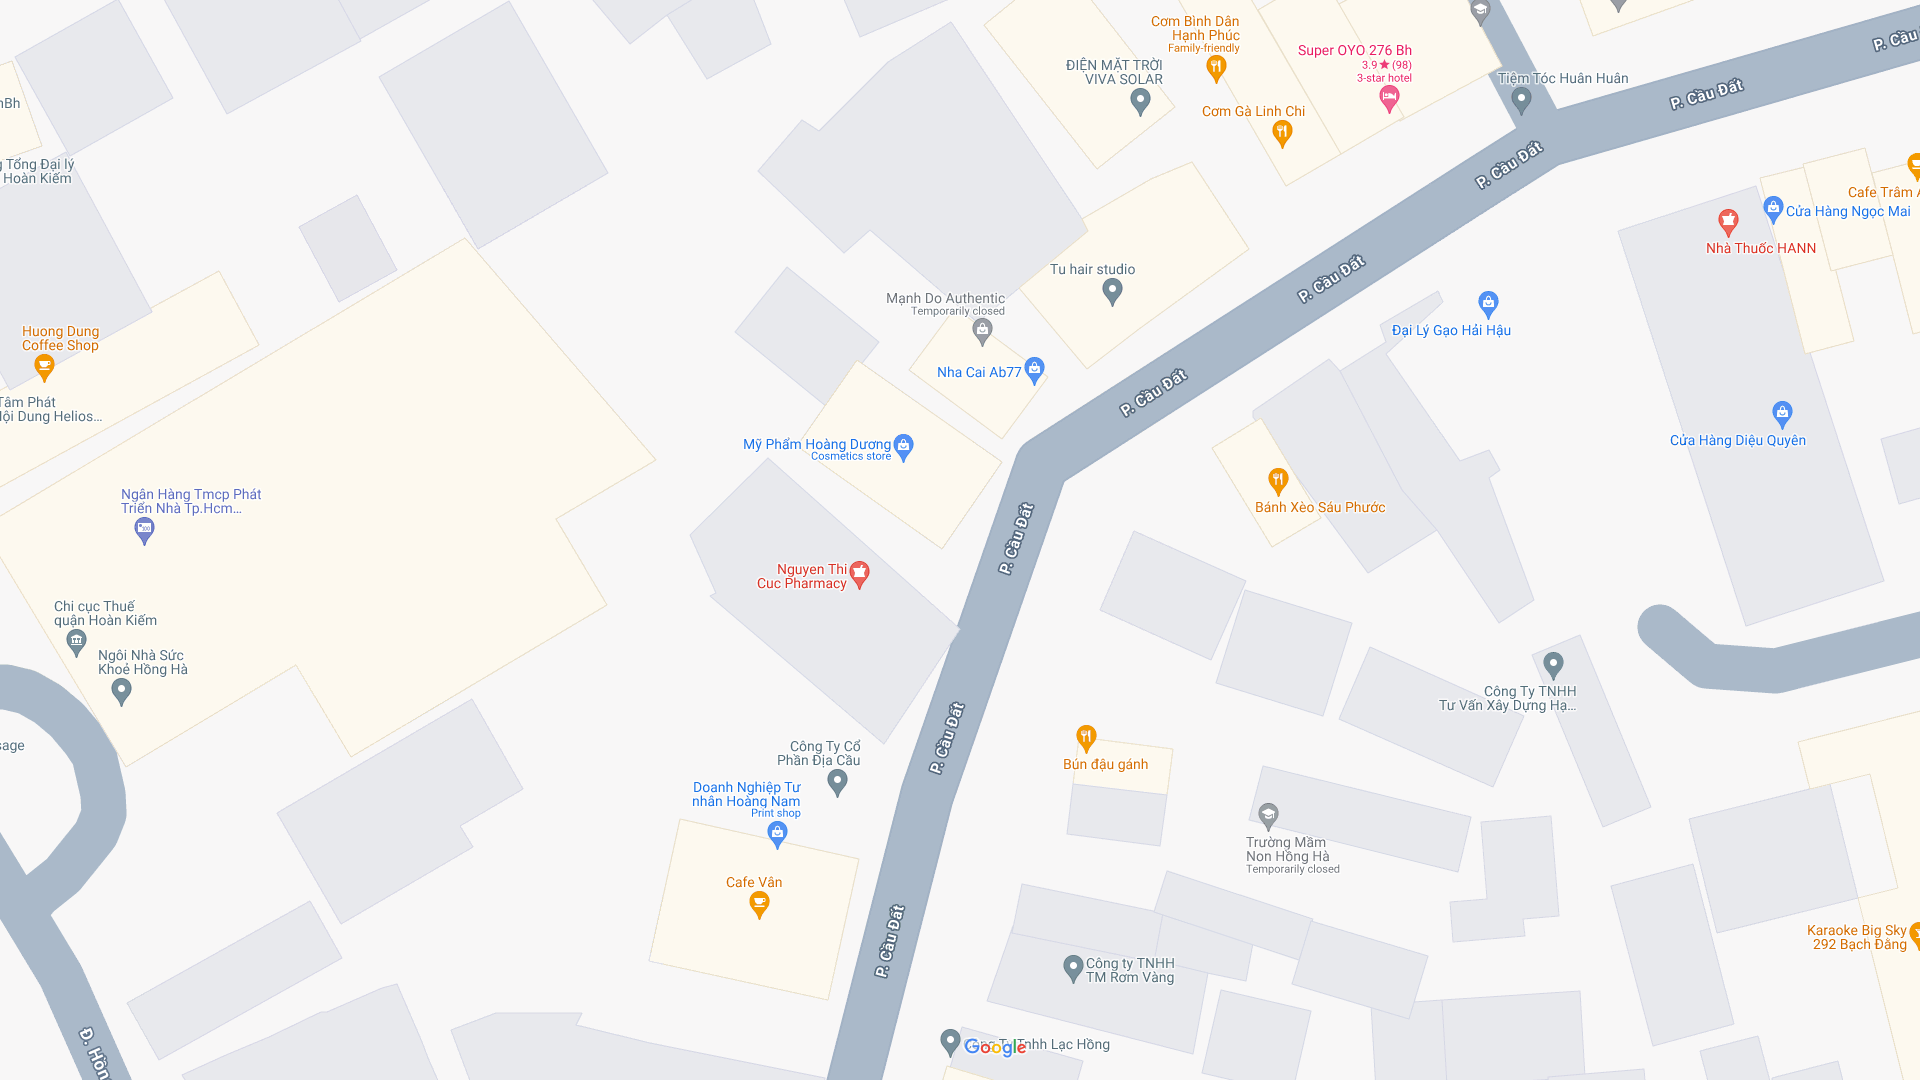 Cơm Bình Dân
Hạnh Phúc
Family-friendly
Super OYO 276 Bh
3.9★(98)
3-star hotel
P. Cầu
ĐIỆN MẶT TRỜI
VIVA SOLAR
Tiệm Tóc Huân Huân
P. Cầu Đất
nBh
Cơm Gà Linh Chi
P. Cầu Đất
g Tổng Đại lý
Hoàn Kiếm
Cafe Trâm A
Cửa Hàng Ngọc Mai
Nhà Thuốc HANN
Tu hair studio
P. Cầu Đất
Mạnh Do Authentic
Temporarily closed
Đại Lý Gạo Hải Hậu
Huong Dung
Coffee Shop
Nha Cai Ab77
P. Cầu Đất
Tâm Phát
Nội Dung Helios...
Mỹ Phẩm Hoàng Dương
Cosmetics store
Cửa Hàng Diệu Quyên
Ngân Hàng Tmcp Phát
Triển Nhà Tp.Hcm...
Bánh Xèo Sáu Phước
P. Cầu Đất
Nguyen Thi
Cuc Pharmacy
Chi cục Thuế
quận Hoàn Kiếm
Ngôi Nhà Sức
Khoẻ Hồng Hà
Công Ty TNHH
Tư Vấn Xây Dựng Hạ...
P. Cầu Đất
sage
Công Ty Cổ
Phần Địa Cầu
Bún đậu gánh
Doanh Nghiệp Tư
nhân Hoàng Nam
Print shop
Trường Mầm
Non Hồng Hà
Temporarily closed
Cafe Vân
P. Cầu Đất
Karaoke Big Sky
292 Bạch Đằng
Công ty TNHH
TM Rơm Vàng
Đ. Hồng
Công Ty Tnhh Lạc Hồng
Google